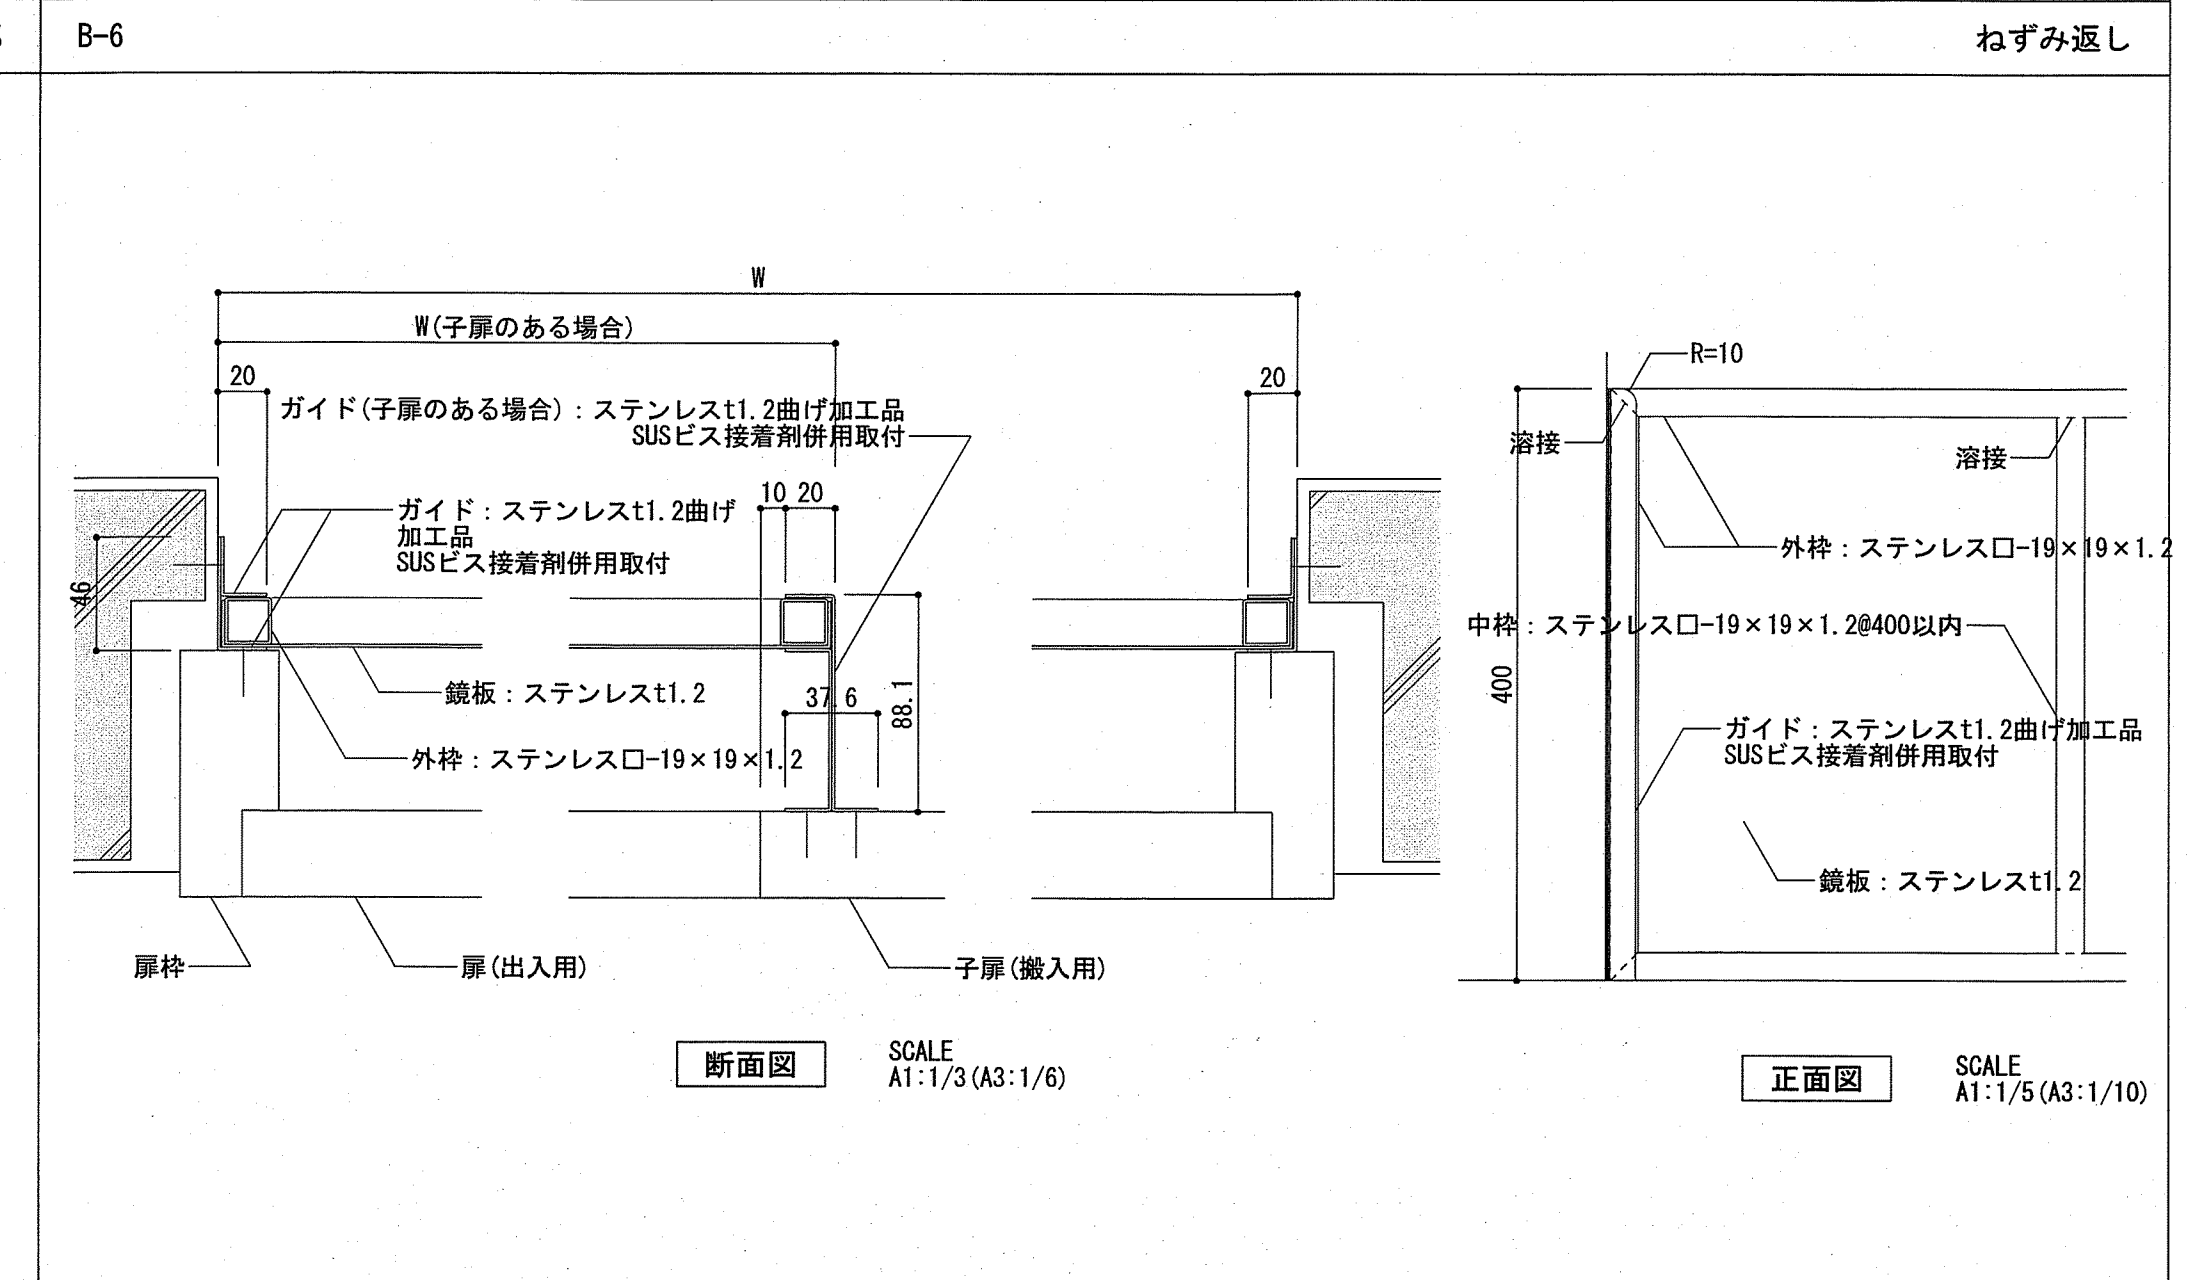 B-6
ねずみ返し
W
W(子扉のある場合)
20
ガイド(子扉のある場合)：ステンレスt1.2曲げ加工品
SUSビス接着剤併用取付
20
10 20
ガイド：ステンレスt1.2曲げ
加工品
SUSビス接着剤併用取付
46
鏡板：ステンレスt1.2
37.6
88.1
外枠：ステンレス口-19×19×1.2
扉枠
扉(出入用)
子扉(搬入用)
断面図
SCALE
A1:1/3(A3:1/6)
R=10
溶接
溶接
外枠：ステンレス口-19×19×1.2
中枠：ステンレス口-19×19×1.2@400以内
400
ガイド：ステンレスt1.2曲げ加工品
SUSビス接着剤併用取付
鏡板：ステンレスt1.2
正面図
SCALE
A1:1/5(A3:1/10)